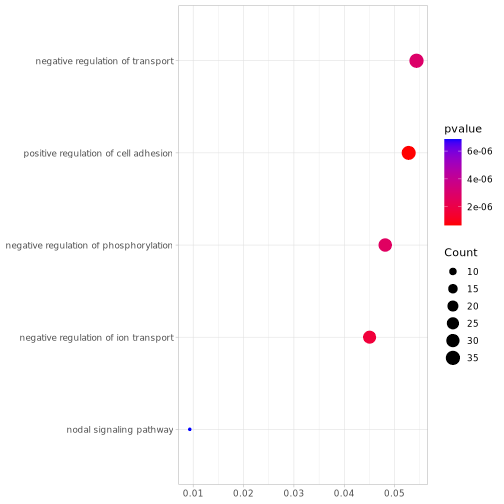 negative regulation of transport
positive regulation of cell adhesion
negative regulation of phosphorylation
negative regulation of ion transport
nodal signaling pathway
0.01 0.02 0.03 0.04 0.05
pvalue
6e-06
4e-06
2e-06
Count
10
15
20
25
30
35